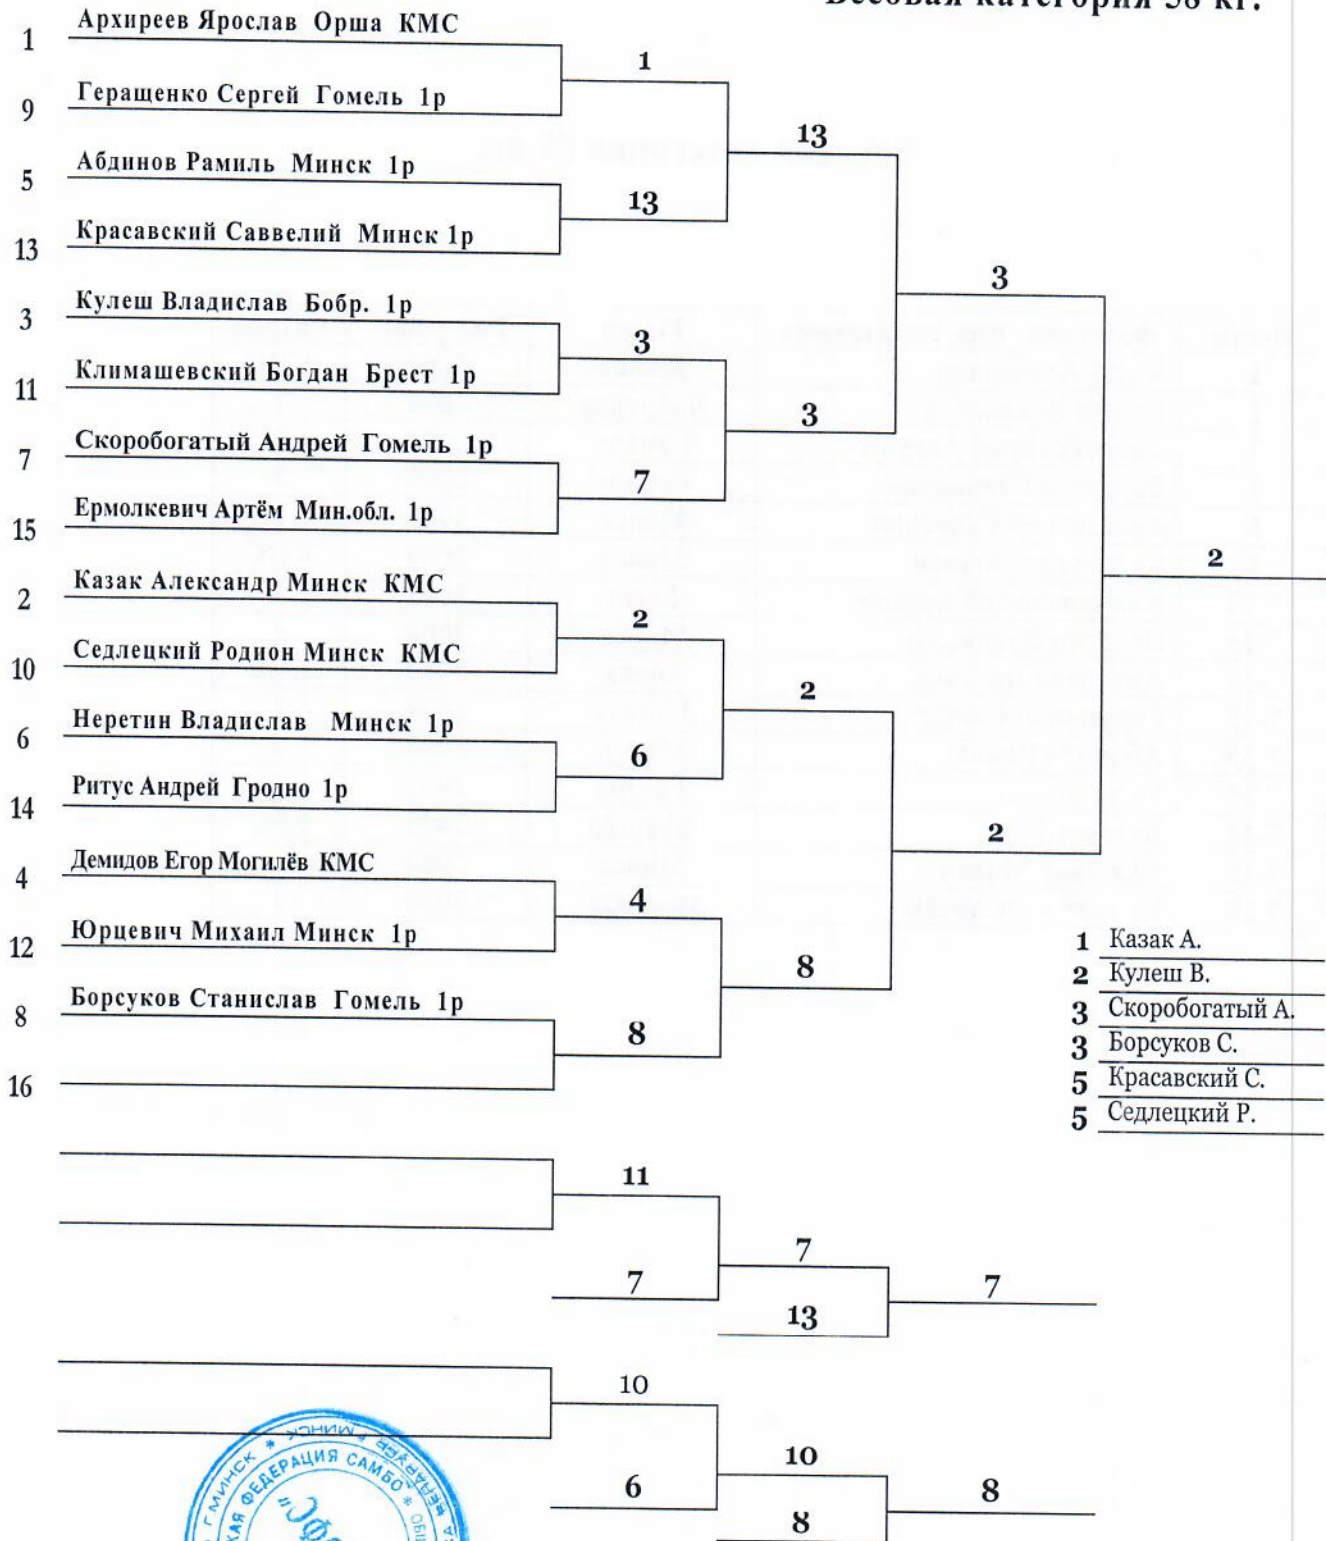 Весовая категория 58 кг.
1 Архиреев Ярослав Орша КМС
1
9 Геращенко Сергей Гомель 1р
13
5 Абдинов Рамиль Минск 1р
13
13 Красавский Саввелий Минск 1р
3
3 Кулеш Владислав Бобр. 1р
3
11 Климашевский Богдан Брест 1р
3
7 Скоробогатый Андрей Гомель 1р
7
15 Ермолкевич Артём Мин.обл. 1р
2
2 Казак Александр Минск КМС
2
10 Седлецкий Родион Минск КМС
2
6 Неретин Владислав Минск 1р
6
14 Ритус Андрей Гродно 1р
2
4 Демидов Егор Могилёв КМС
4
12 Юрцевич Михаил Минск 1р
8
8 Борсуков Станислав Гомель 1р
8
16
1 Казак А.
2 Кулеш В.
3 Скоробогатый А.
3 Борсуков С.
5 Красавский С.
5 Седлецкий Р.
11
7
7
7
13
10
10
6
8
8
Г.МИНСК * ФЕДЕРАЦИЯ САМБО *